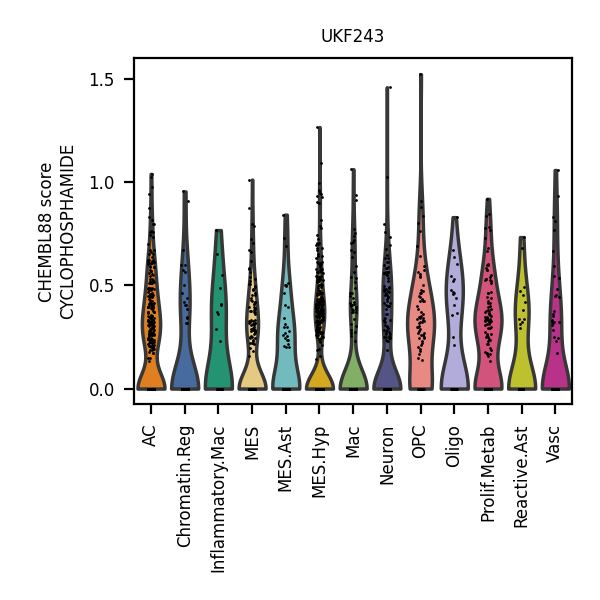 UKF243
CHEMBL88 score
CYCLOPHOSPHAMIDE
1.5
1.0
0.5
0.0
AC
Chromatin.Reg
Inflammatory.Mac
MES
MES.Ast
MES.Hyp
Mac
Neuron
OPC
Oligo
Prolif.Metab
Reactive.Ast
Vasc